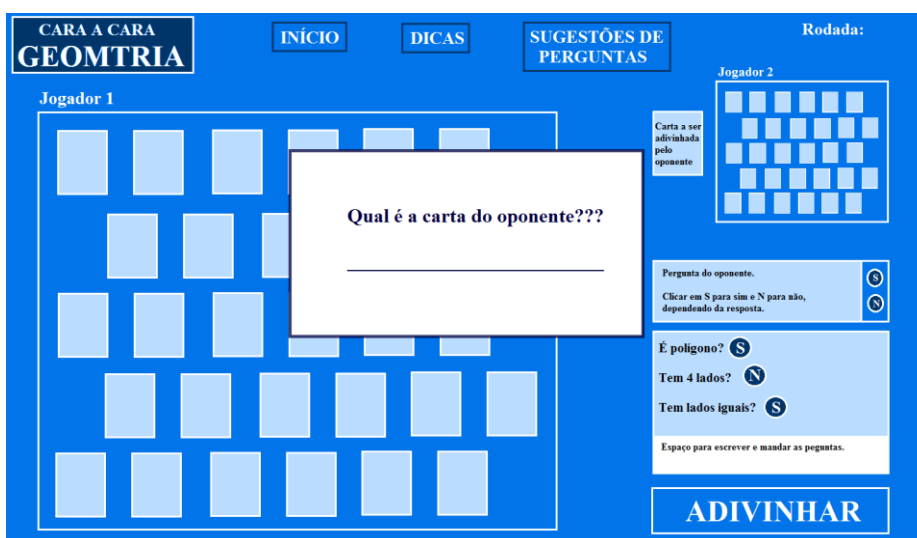 CARA A CARA
GEOMTRIA
INÍCIO
DICAS
SUGESTÕES DE
PERGUNTAS
Rodada:
Jogador 1
Jogador 2
Carta a ser
adivinhada
pelo
oponente
Qual é a carta do oponente???
Pergunta do oponente.
S
Clicar em S para sim e N para não,
dependendo da resposta.
N
É polígono? S
Tem 4 lados? N
Tem lados iguais? S
Espaço para escrever e mandar as peguntas.
ADIVINHAR